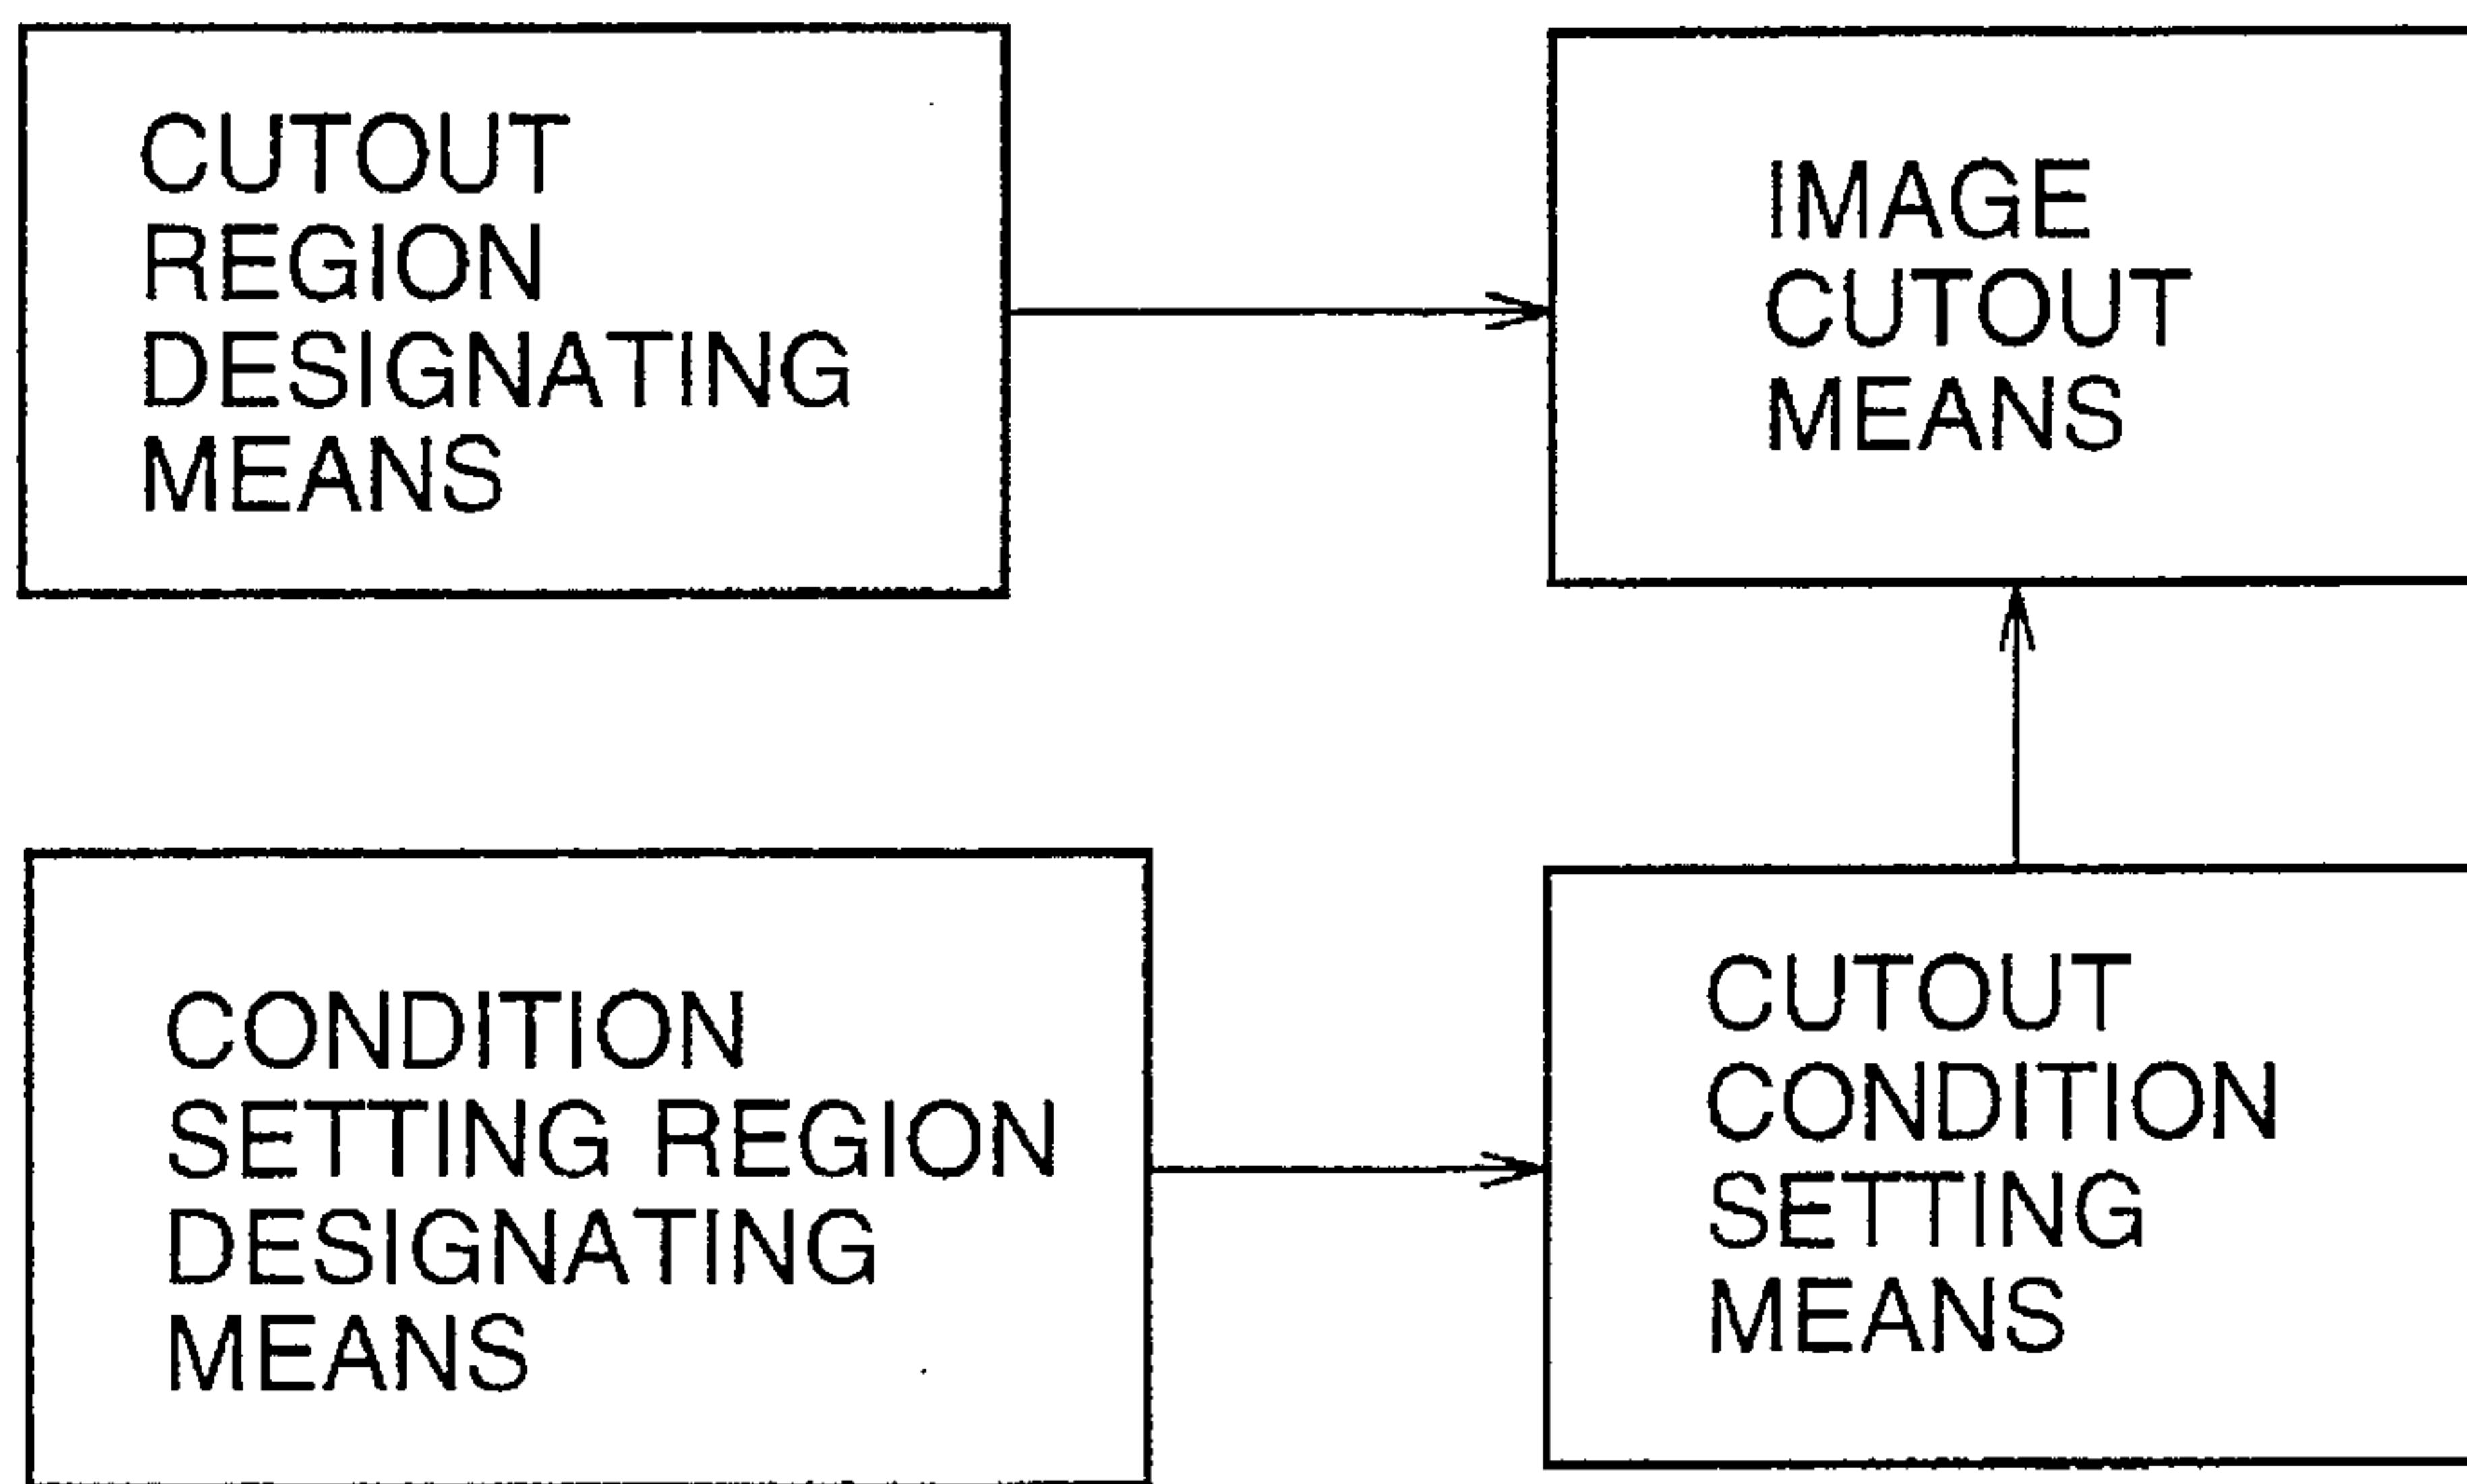 CUTOUT
REGION
DESIGNATING
MEANS
IMAGE
CUTOUT
MEANS
CONDITION
SETTING REGION
DESIGNATING
MEANS
CUTOUT
CONDITION
SETTING
MEANS